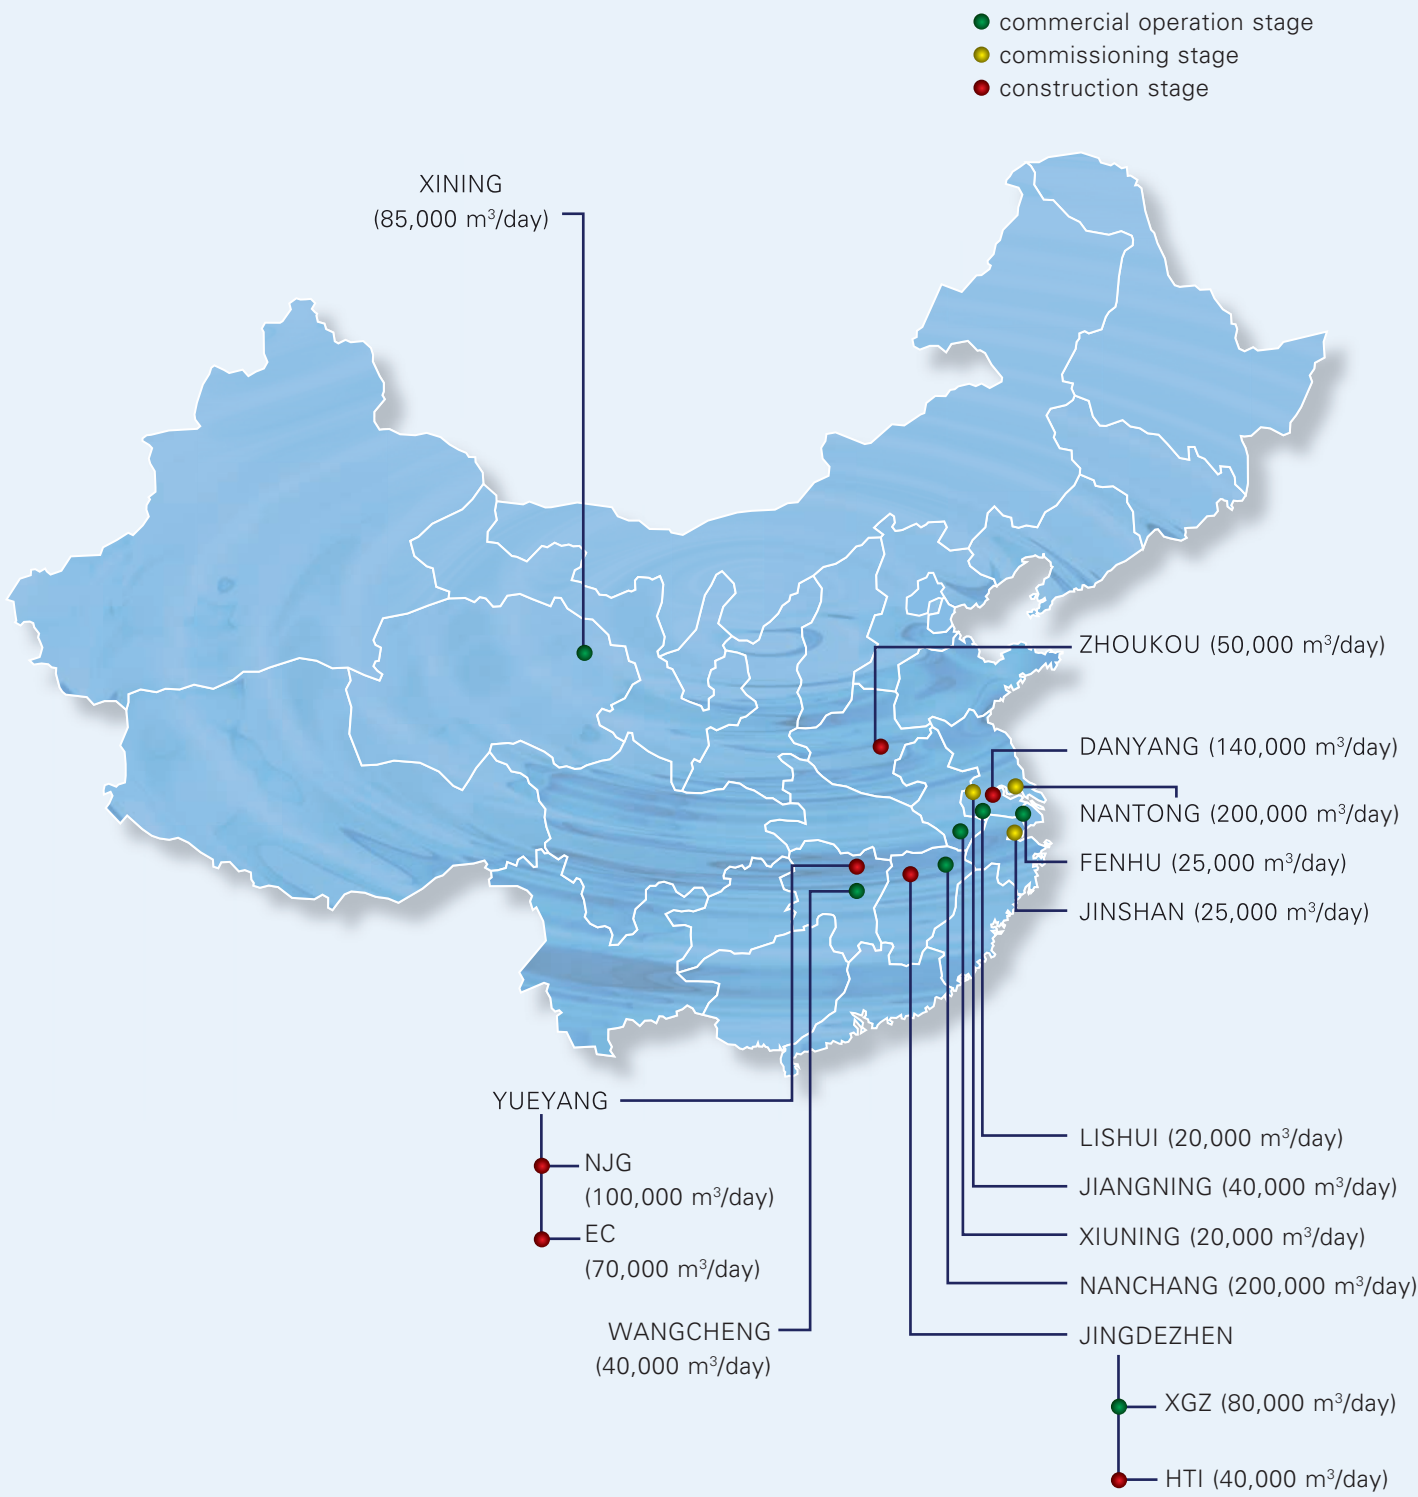 commercial operation stage
commissioning stage
construction stage
XINING
(85,000 m³/day)
ZHOUKOU (50,000 m³/day)
DANYANG (140,000 m³/day)
NANTONG (200,000 m³/day)
FENHU (25,000 m³/day)
JINSHAN (25,000 m³/day)
YUEYANG
NJG
(100,000 m³/day)
EC
(70,000 m³/day)
WANGCHENG
(40,000 m³/day)
LISHUI (20,000 m³/day)
JIANGNING (40,000 m³/day)
XIUNING (20,000 m³/day)
NANCHANG (200,000 m³/day)
JINGDEZHEN
XGZ (80,000 m³/day)
HTI (40,000 m³/day)